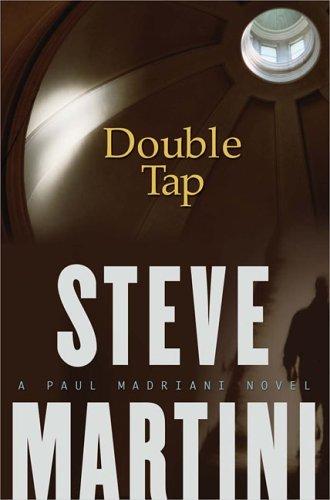 Double
Tap
STEVE
A PAUL MADRIANI NOVEL
MARTINI